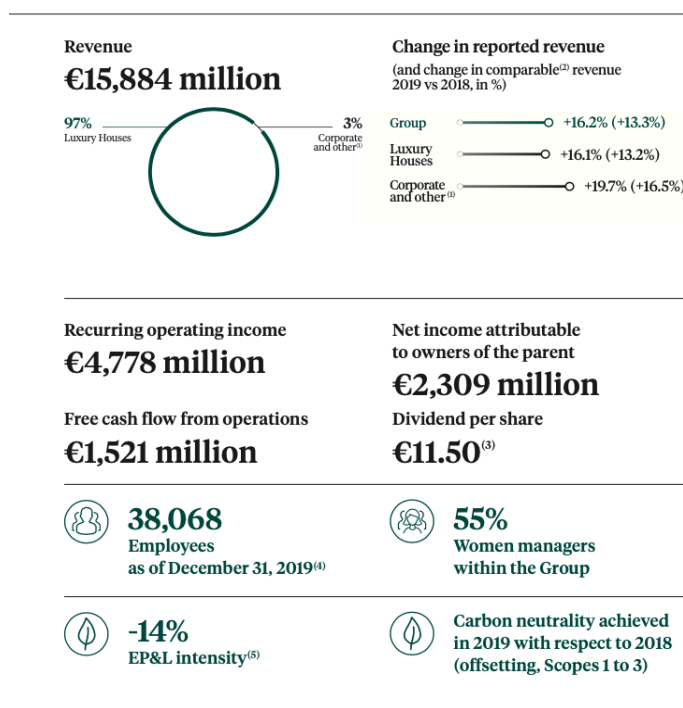 Revenue
€15,884 million
97%
Luxury Houses
3%
Corporate
and other(1)
Change in reported revenue
(and change in comparable(2) revenue
2019 vs 2018, in %)
Group
+16.2% (+13.3%)
Luxury
Houses
+16.1% (+13.2%)
Corporate
and other (1)
+19.7% (+16.5%)
Recurring operating income
€4,778 million
Net income attributable
to owners of the parent
€2,309 million
Free cash flow from operations
€1,521 million
Dividend per share
€11.50(3)
38,068
Employees
as of December 31, 2019(4)
55%
Women managers
within the Group
-14%
EP&L intensity(5)
Carbon neutrality achieved
in 2019 with respect to 2018
(offsetting, Scopes 1 to 3)